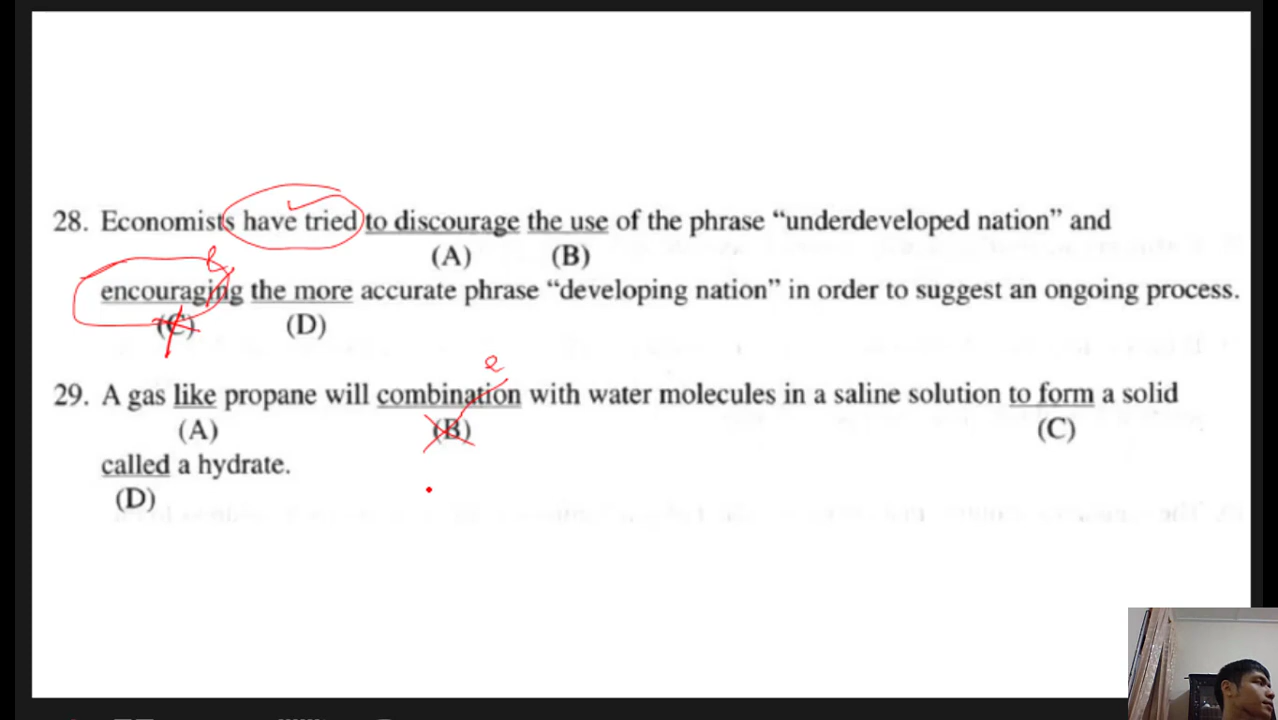 28. Economists have tried to discourage the use of the phrase “underdeveloped nation” and
(A) (B)
e
encouraging the more accurate phrase “developing nation” in order to suggest an ongoing process.
(C) (D)
e
29. A gas like propane will combination with water molecules in a saline solution to form a solid
(A) (B) (C)
called a hydrate.
(D)